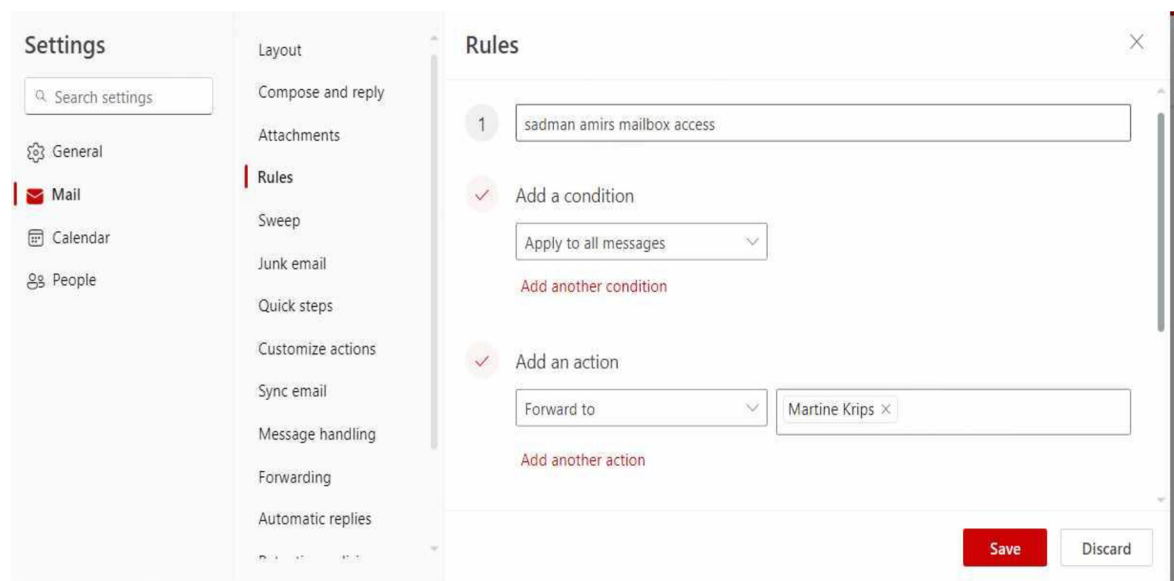 Settings
Search settings
General
Mail
Calendar
People
Layout
Compose and reply
Attachments
Rules
Sweep
Junk email
Quick steps
Customize actions
Sync email
Message handling
Forwarding
Automatic replies
Rules
1
sadman amirs mailbox access
Add a condition
Apply to all messages
Add another condition
Add an action
Forward to
Martine Krips
Add another action
Save
Discard